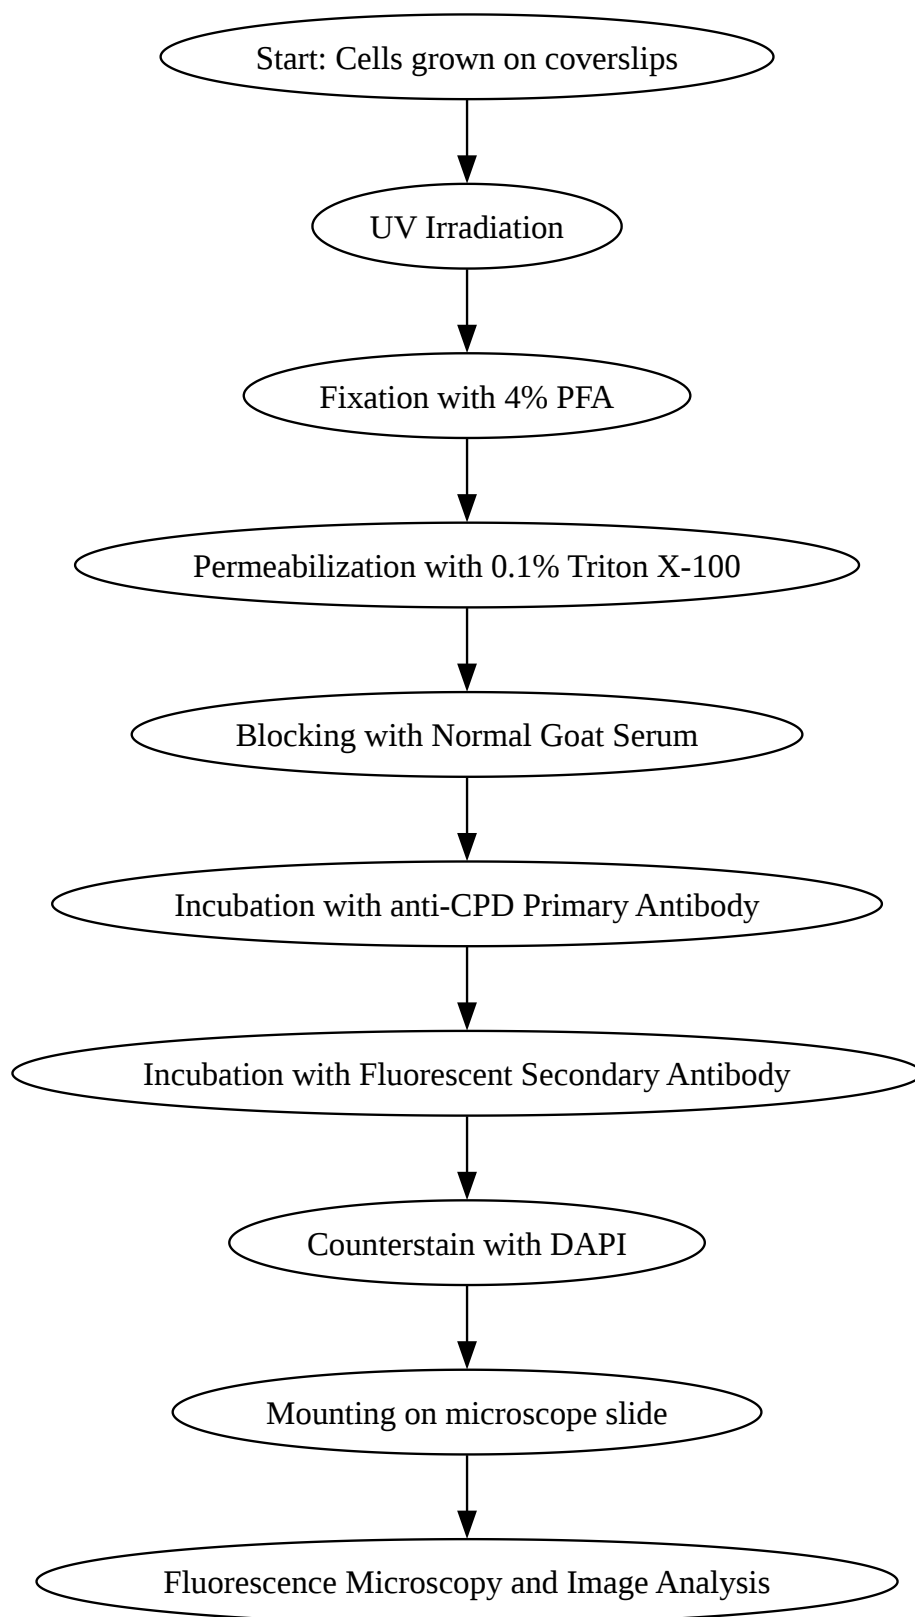 Start: Cells grown on coverslips
UV Irradiation
Fixation with 4% PFA
Permeabilization with 0.1% Triton X-100
Blocking with Normal Goat Serum
Incubation with anti-CPD Primary Antibody
Incubation with Fluorescent Secondary Antibody
Counterstain with DAPI
Mounting on microscope slide
Fluorescence Microscopy and Image Analysis